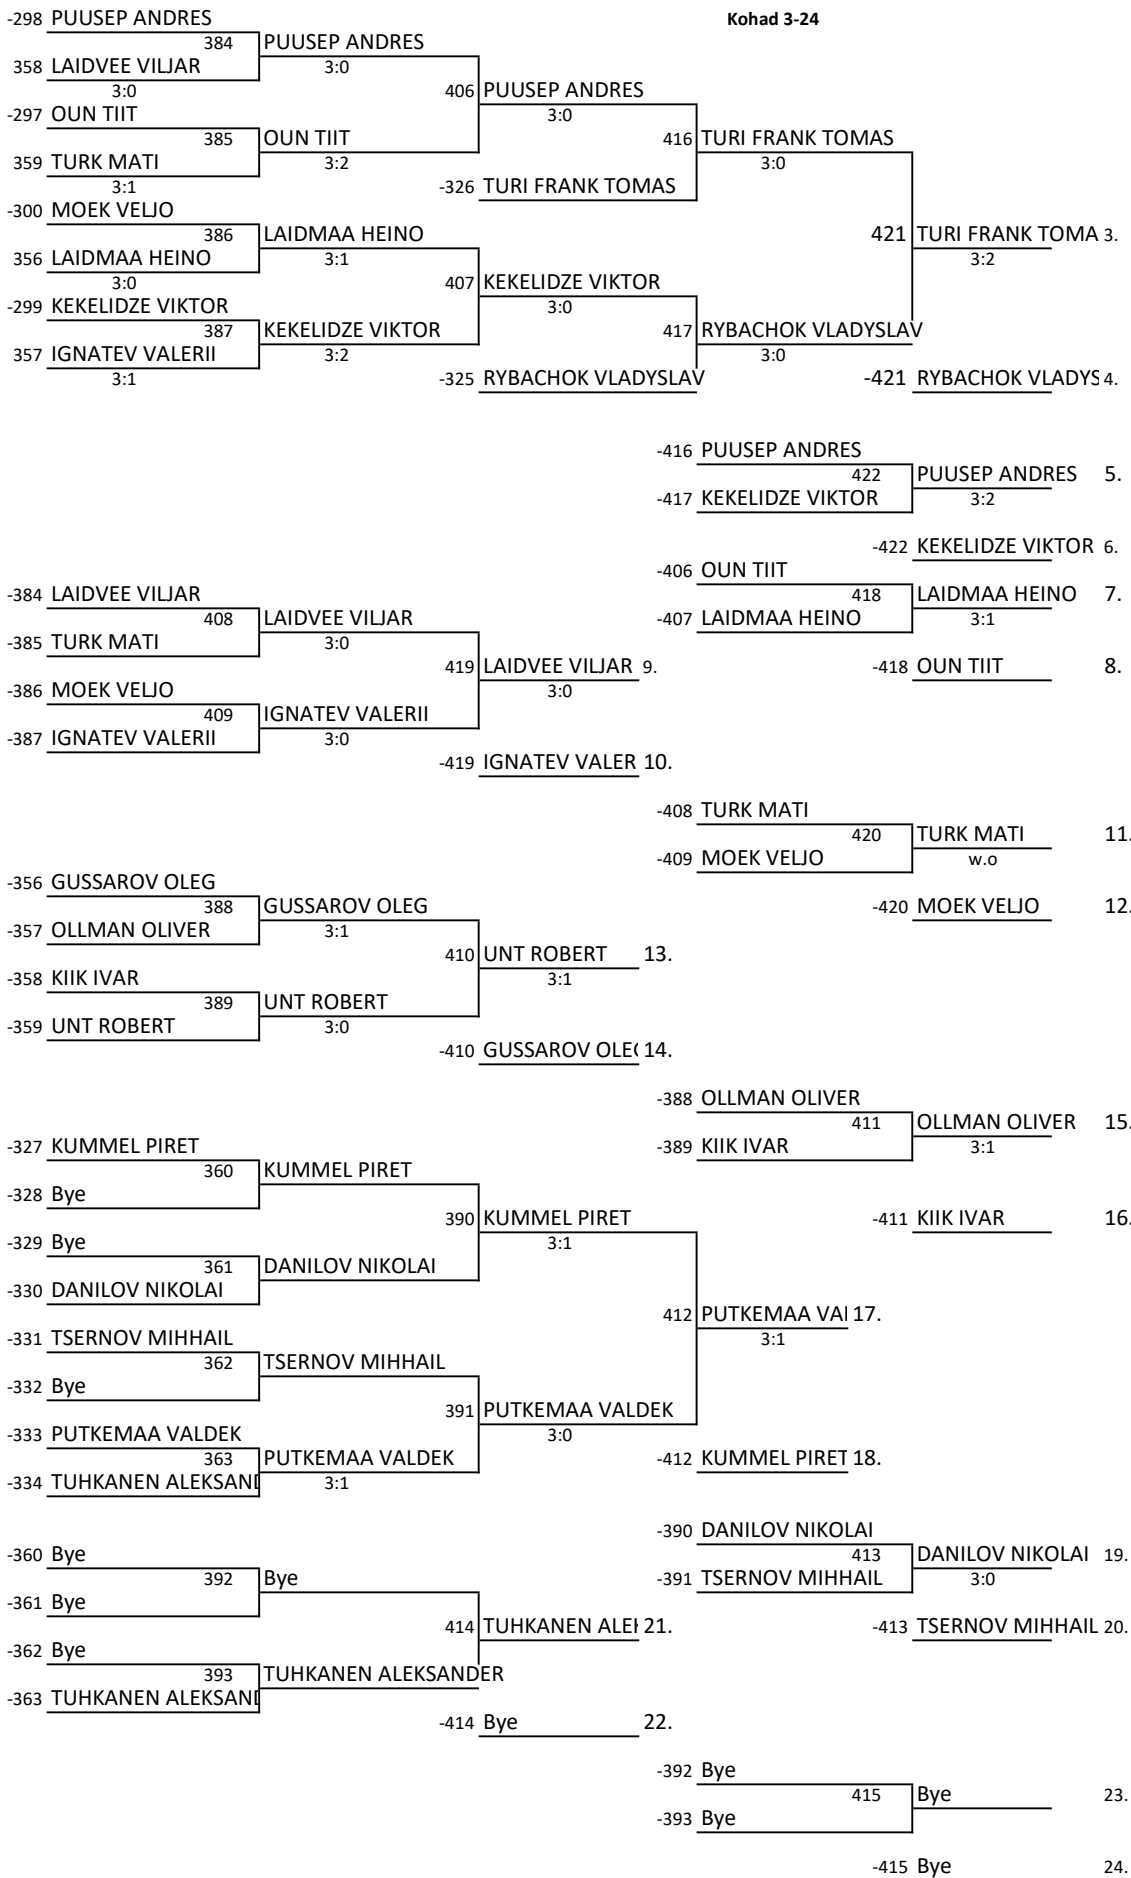 Kohad 3-24
-298 PUUSEP ANDRES
384 PUUSEP ANDRES
358 LAIDVEE VILJAR 3:0
3:0 406 PUUSEP ANDRES
-297 OUN TIIT 3:0
385 OUN TIIT 416 TURI FRANK TOMAS
359 TURK MATI 3:2 3:0
3:1 -326 TURI FRANK TOMAS
-300 MOEK VELJO
386 LAIDMAA HEINO 421 TURI FRANK TOMA 3.
356 LAIDMAA HEINO 3:1 3:2
3:0 407 KEKELIDZE VIKTOR
-299 KEKELIDZE VIKTOR 3:0
387 KEKELIDZE VIKTOR 417 RYBACHOK VLADYSLAV
357 IGNATEV VALERII 3:2 3:0
3:1 -325 RYBACHOK VLADYSLAV -421 RYBACHOK VLADYS 4.
-416 PUUSEP ANDRES
422 PUUSEP ANDRES 5.
-417 KEKELIDZE VIKTOR 3:2
-422 KEKELIDZE VIKTOR 6.
-406 OUN TIIT
-384 LAIDVEE VILJAR 418 LAIDMAA HEINO 7.
408 LAIDVEE VILJAR -407 LAIDMAA HEINO 3:1
-385 TURK MATI 3:0
419 LAIDVEE VILJAR 9. -418 OUN TIIT 8.
-386 MOEK VELJO 3:0
409 IGNATEV VALERII
-387 IGNATEV VALERII 3:0
-419 IGNATEV VALER 10.
-408 TURK MATI
420 TURK MATI 11.
-409 MOEK VELJO w.o
-356 GUSSAROV OLEG
388 GUSSAROV OLEG -420 MOEK VELJO 12.
-357 OLLMAN OLIVER 3:1
410 UNT ROBERT 13.
-358 KIIK IVAR 3:1
389 UNT ROBERT
-359 UNT ROBERT 3:0
-410 GUSSAROV OLE 14.
-388 OLLMAN OLIVER
411 OLLMAN OLIVER 15.
-327 KUMMEL PIRET -389 KIIK IVAR 3:1
360 KUMMEL PIRET
-328 Bye
390 KUMMEL PIRET -411 KIIK IVAR 16.
-329 Bye 3:1
361 DANILOV NIKOLAI
-330 DANILOV NIKOLAI
412 PUTKEMAA VAL 17.
-331 TSERNOV MIHHAIL 3:1
362 TSERNOV MIHHAIL
-332 Bye
391 PUTKEMAA VALDEK
-333 PUTKEMAA VALDEK 3:0
363 PUTKEMAA VALDEK -412 KUMMEL PIRET 18.
-334 TUHKANEN ALEKSAND 3:1
-390 DANILOV NIKOLAI
-360 Bye 413 DANILOV NIKOLAI 19.
392 Bye -391 TSERNOV MIHHAIL 3:0
-361 Bye
414 TUHKANEN ALEK 21. -413 TSERNOV MIHHAIL 20.
-362 Bye
393 TUHKANEN ALEKSANDER
-363 TUHKANEN ALEKSAND
-414 Bye 22.
-392 Bye
415 Bye 23.
-393 Bye
-415 Bye 24.